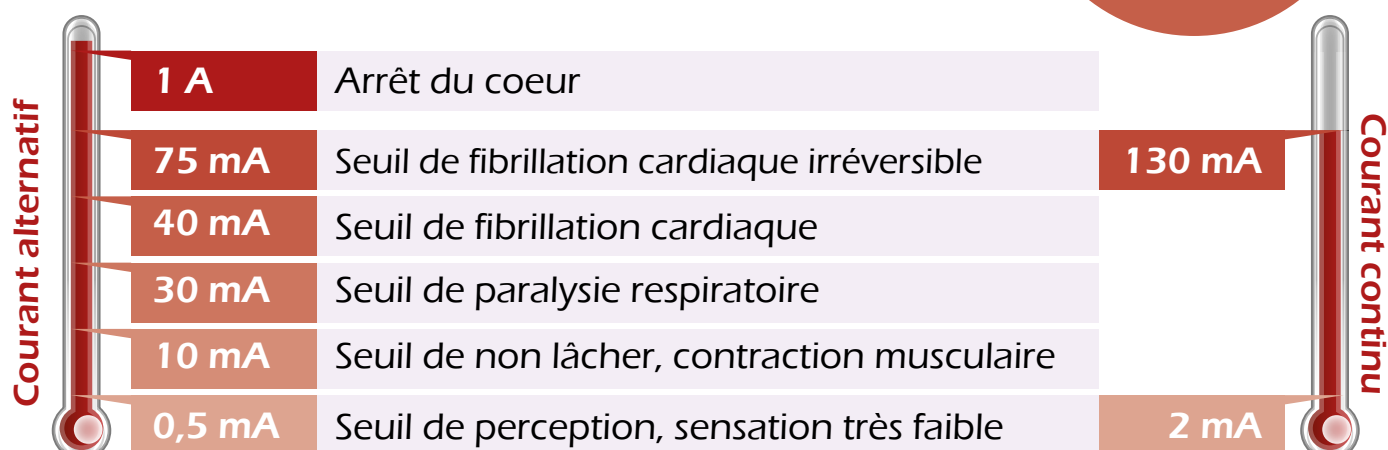 Courant alternatif
1 A Arrêt du coeur
75 mA Seuil de fibrillation cardiaque irréversible 130 mA
40 mA Seuil de fibrillation cardiaque
30 mA Seuil de paralysie respiratoire
10 mA Seuil de non lâcher, contraction musculaire
0,5 mA Seuil de perception, sensation très faible 2 mA
Courant continu